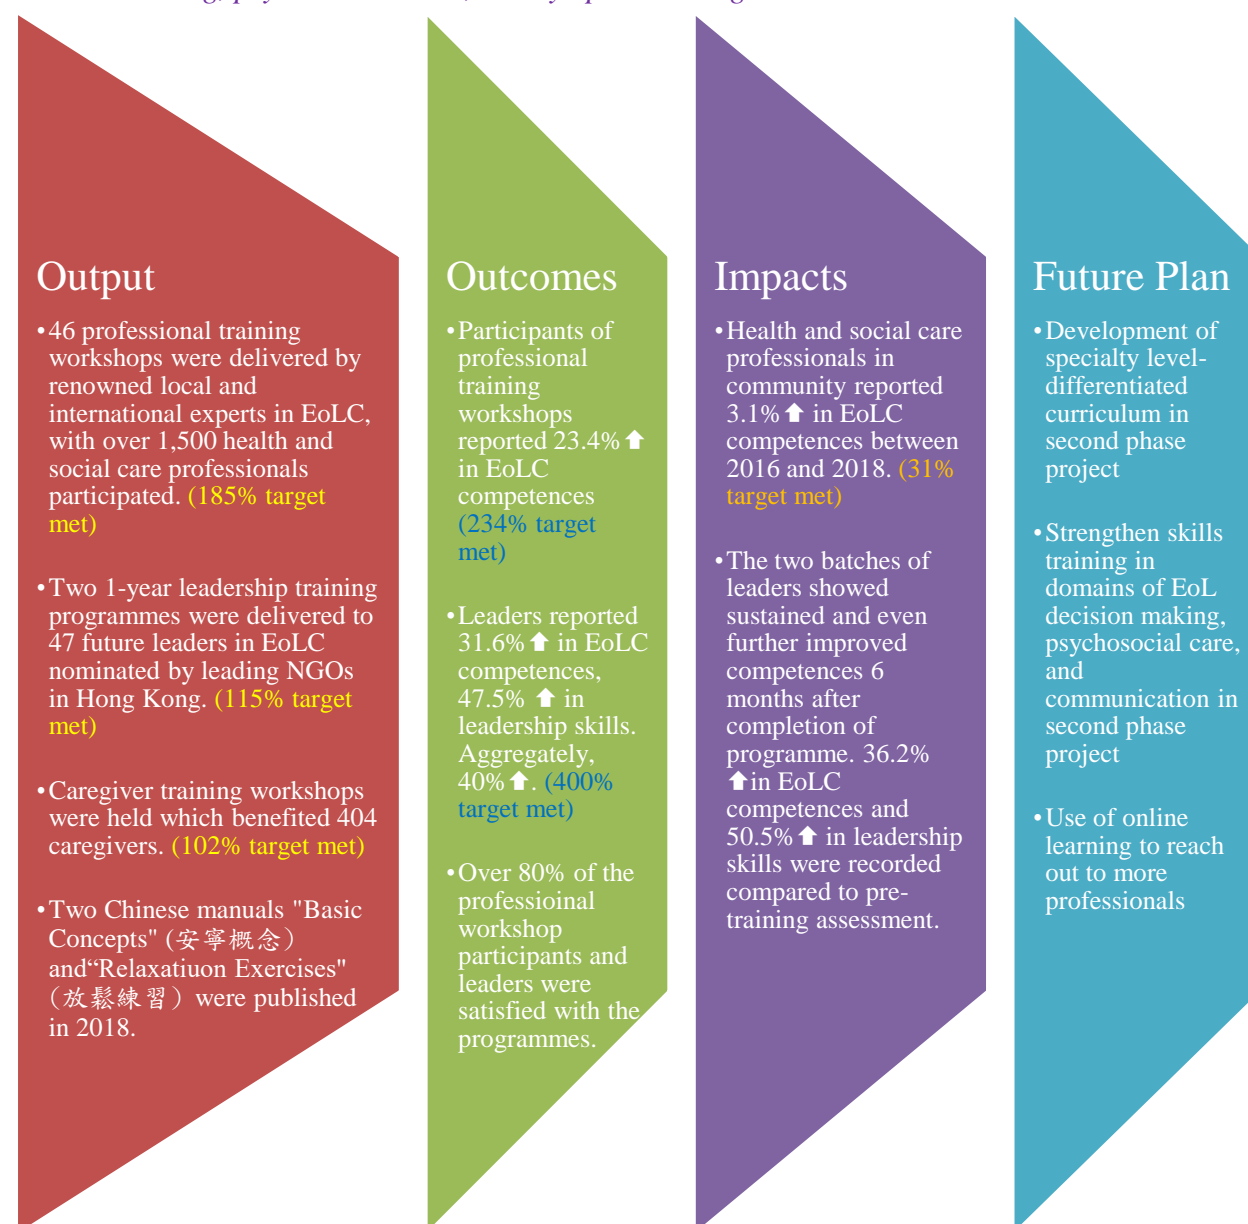 Output
•46 professional training
workshops were delivered by
renowned local and
international experts in EoLC,
with over 1,500 health and
social care professionals
participated. (185% target
met)
•Two 1-year leadership training
programmes were delivered to
47 future leaders in EoLC
nominated by leading NGOs
in Hong Kong. (115% target
met)
•Caregiver training workshops
were held which benefited 404
caregivers. (102% target met)
•Two Chinese manuals "Basic
Concepts" (安寧概念)
and“Relaxatiuon Exercises"
(放鬆練習) were published
in 2018.
Outcomes
•Participants of
professional
training
workshops
reported 23.4%⬆
in EoLC
competences
(234% target
met)
•Leaders reported
31.6%⬆ in EoLC
competences,
47.5% ⬆ in
leadership skills.
Aggregately,
40%⬆. (400%
target met)
•Over 80% of the
professioinal
workshop
participants and
leaders were
satisfied with the
programmes.
Impacts
•Health and social care
professionals in
community reported
3.1%⬆ in EoLC
competences between
2016 and 2018. (31%
target met)
•The two batches of
leaders showed
sustained and even
further improved
competences 6
months after
completion of
programme. 36.2%
⬆in EoLC
competences and
50.5%⬆ in leadership
skills were recorded
compared to pre-
training assessment.
Future Plan
•Development of
specialty level-
differentiated
curriculum in
second phase
project
•Strengthen skills
training in
domains of EoL
decision making,
psychosocial care,
and
communication in
second phase
project
•Use of online
learning to reach
out to more
professionals